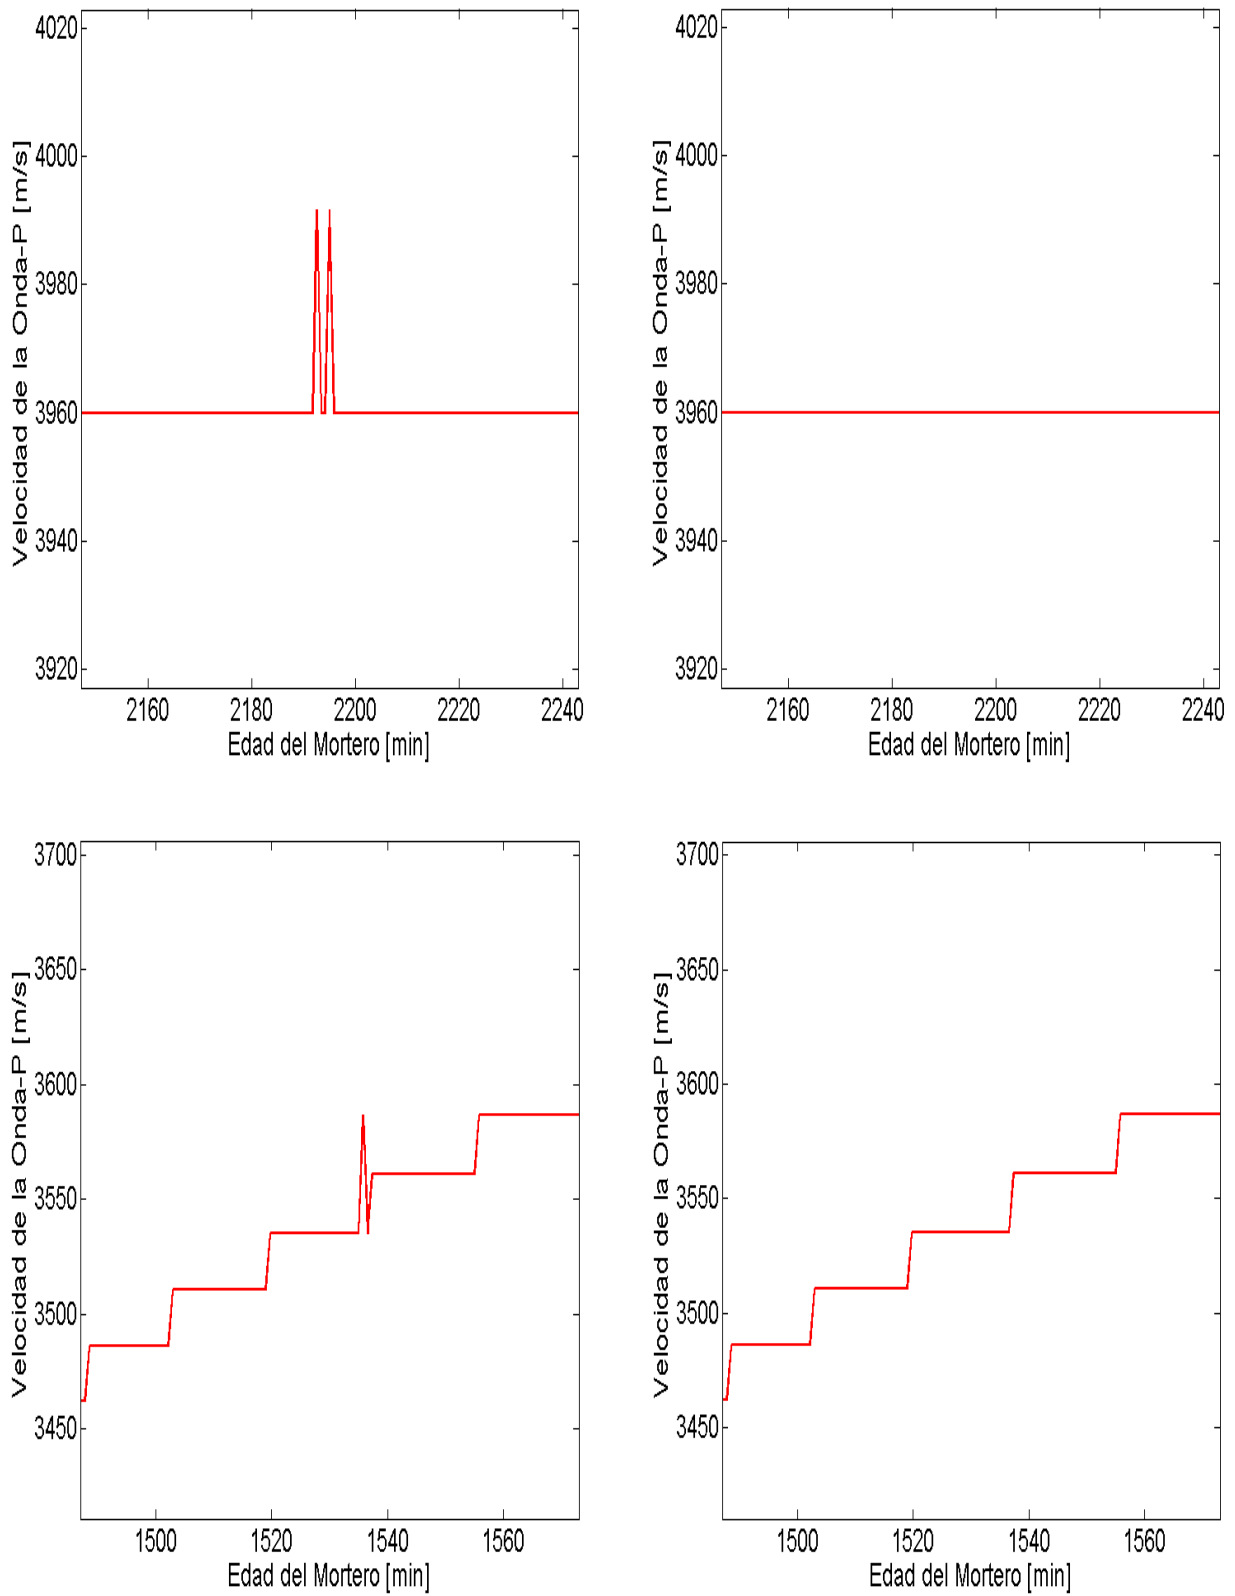 Velocidad de la Onda-P [m/s]
4020
4000
3980
3960
3940
3920
2160 2180 2200 2220 2240
Edad del Mortero [min]
Velocidad de la Onda-P [m/s]
4020
4000
3980
3960
3940
3920
2160 2180 2200 2220 2240
Edad del Mortero [min]
Velocidad de la Onda-P [m/s]
3700
3650
3600
3550
3500
3450
1500 1520 1540 1560
Edad del Mortero [min]
Velocidad de la Onda-P [m/s]
3700
3650
3600
3550
3500
3450
1500 1520 1540 1560
Edad del Mortero [min]